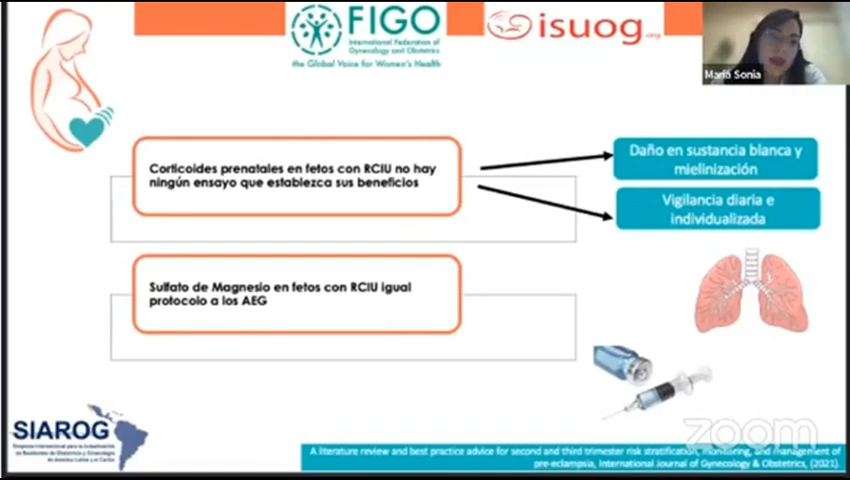 FIGO
International Federation of
Gynecology and Obstetrics
the Global Voice for Women's Health
isuog.org
María Sonia
Corticoides prenatales en fetos con RCIU no hay
ningún ensayo que establezca sus beneficios
Daño en sustancia blanca y
mielinización
Vigilancia diaria e
individualizada
Sulfato de Magnesio en fetos con RCIU igual
protocolo a los AEG
SIAROG
Simposio Internacional para la Actualización
de Residentes de Obstetricia y Ginecología
de América Latina y el Caribe
zoom
A literature review and best practice advice for second and third trimester risk stratification, monitoring, and management of
pre-eclampsia, International Journal of Gynecology & Obstetrics, (2021).